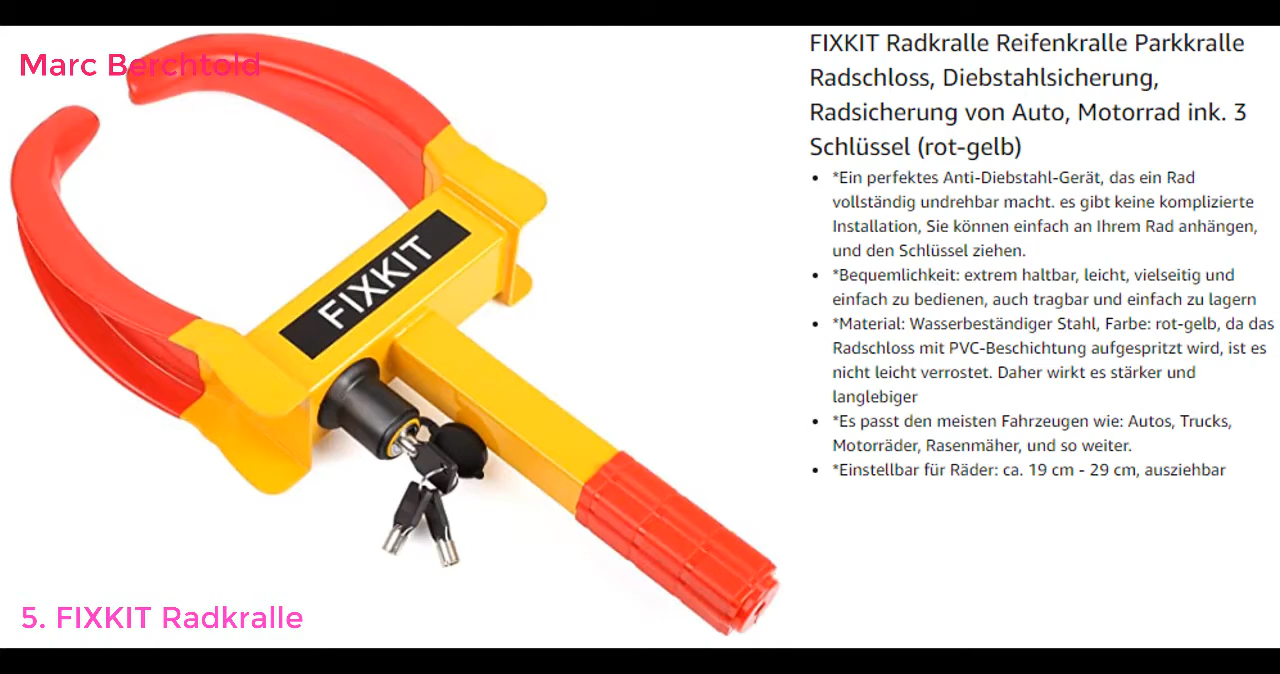 Marc Berchtold
FIXKIT Radkralle Reifenkralle Parkkralle
Radschloss, Diebstahlsicherung,
Radsicherung von Auto, Motorrad ink. 3
Schlüssel (rot-gelb)
*Ein perfektes Anti-Diebstahl-Gerät, das ein Rad
vollständig undrehbar macht. es gibt keine komplizierte
Installation, Sie können einfach an Ihrem Rad anhängen,
und den Schlüssel ziehen.
*Bequemlichkeit: extrem haltbar, leicht, vielseitig und
einfach zu bedienen, auch tragbar und einfach zu lagern
*Material: Wasserbeständiger Stahl, Farbe: rot-gelb, da das
Radschloss mit PVC-Beschichtung aufgespritzt wird, ist es
nicht leicht verrostet. Daher wirkt es stärker und
langlebiger
*Es passt den meisten Fahrzeugen wie: Autos, Trucks,
Motorräder, Rasenmäher, und so weiter.
*Einstellbar für Räder: ca. 19 cm - 29 cm, ausziehbar
FIXKIT
5. FIXKIT Radkralle